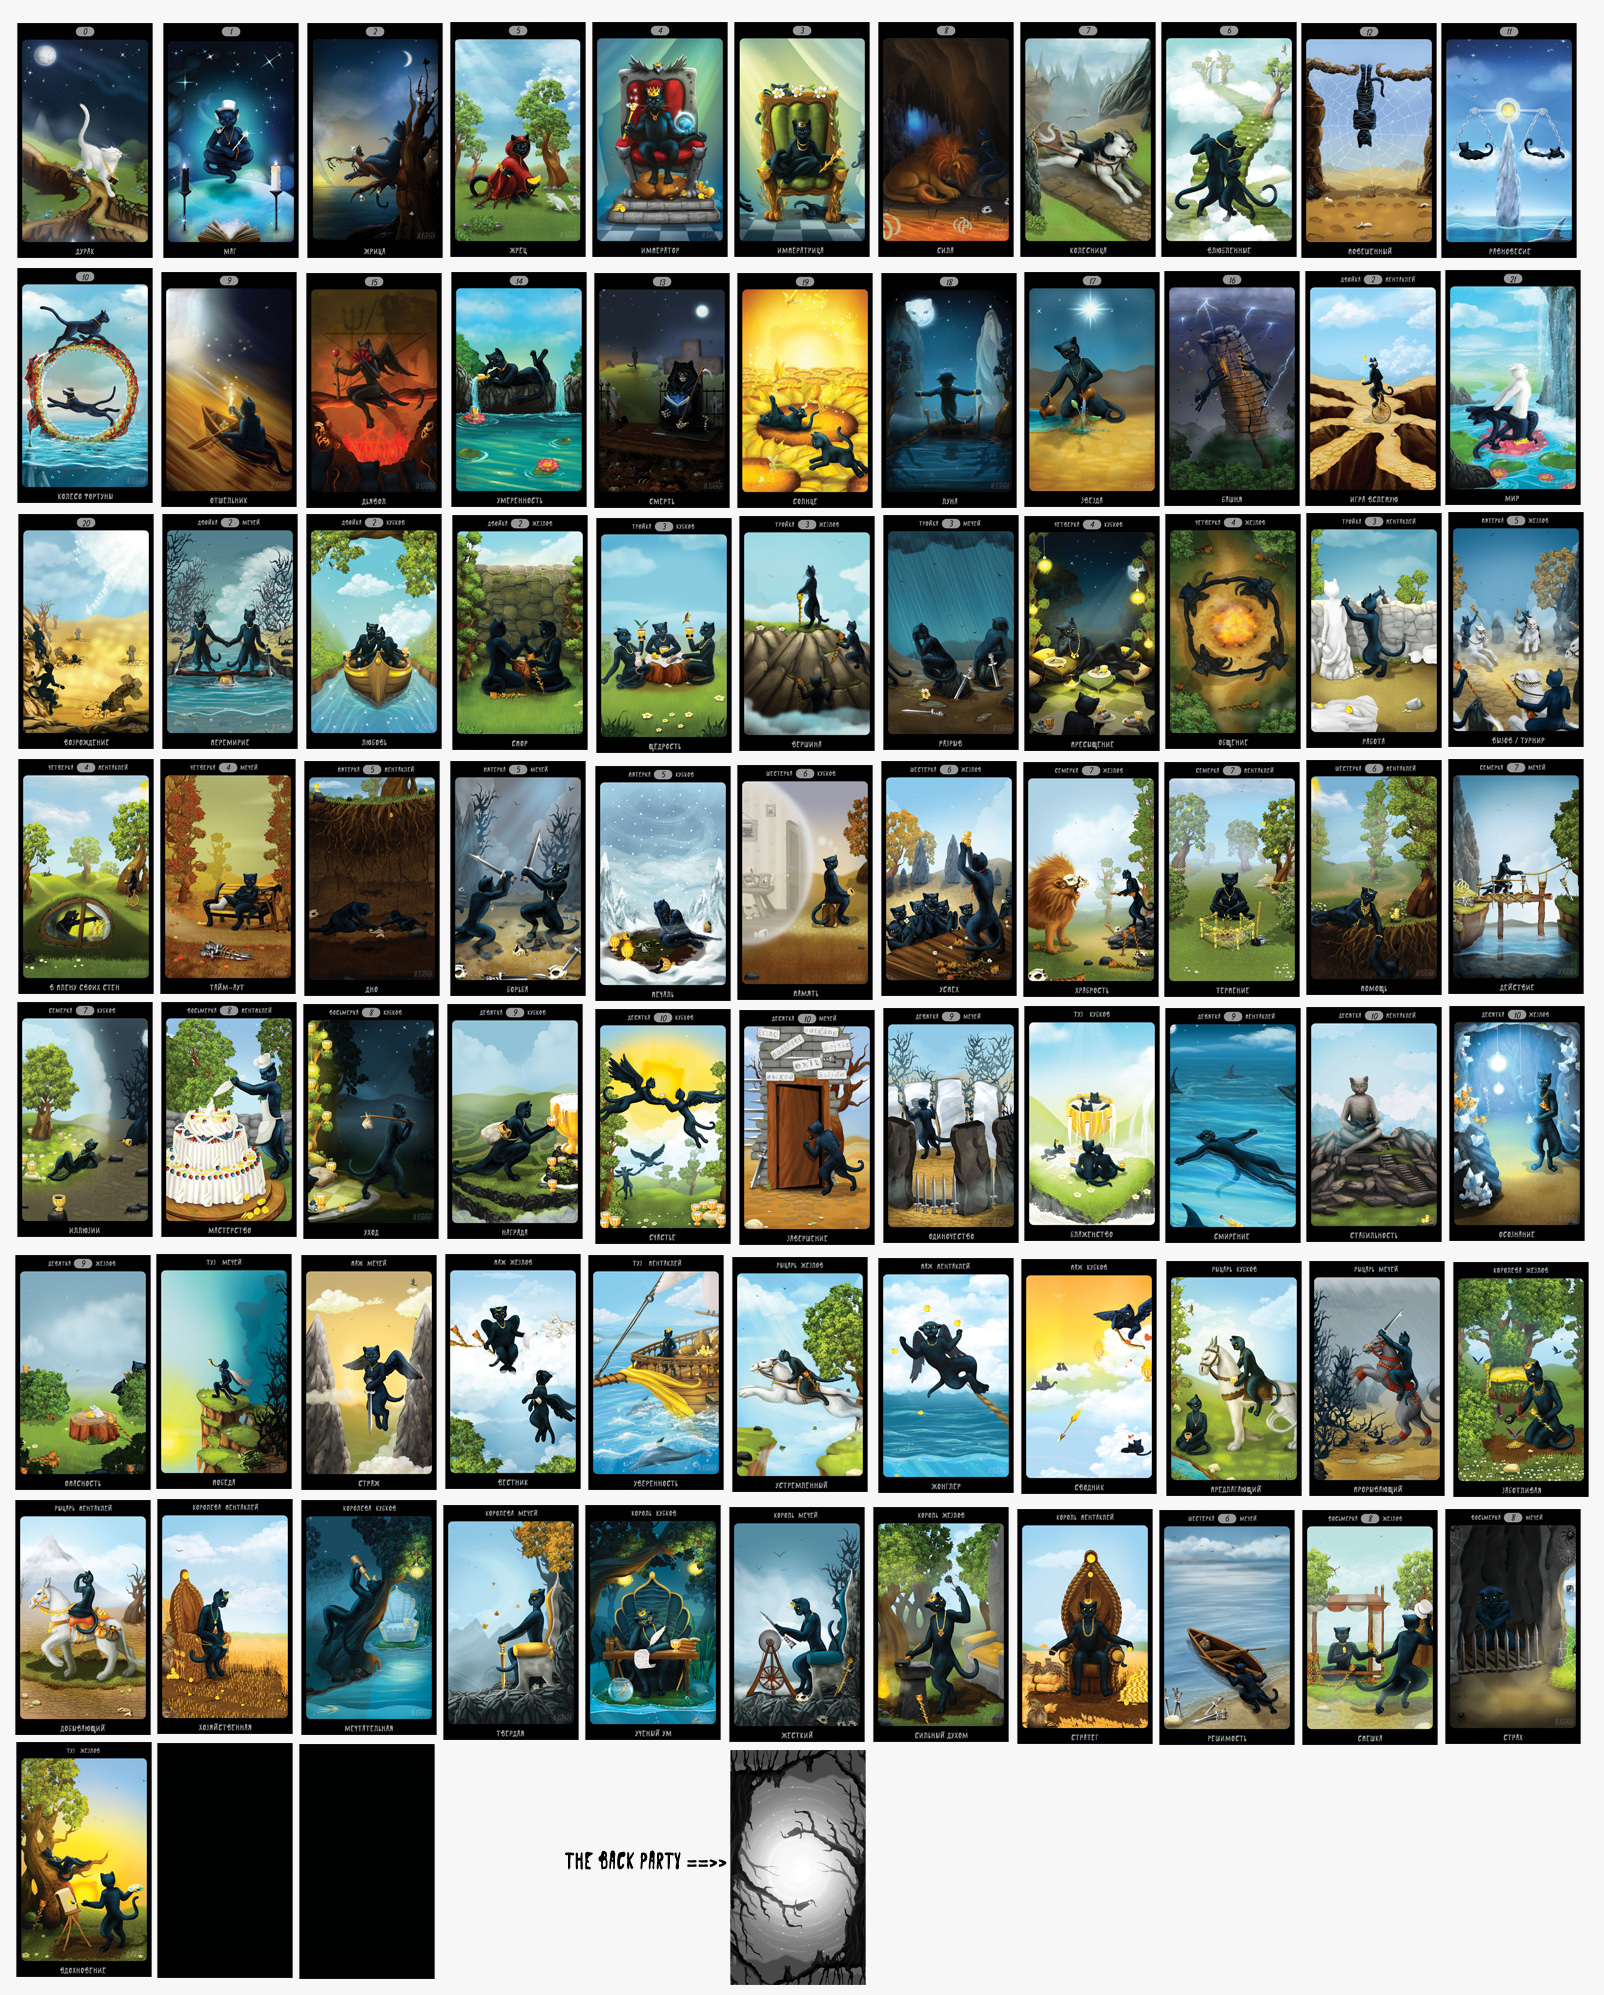 0
ДУРАК
1
МАГ
2
ЖРИЦА
5
ЖРЕЦ
4
ИМПЕРАТОР
3
ИМПЕРАТРИЦА
8
СИЛА
7
КОЛЕСНИЦА
6
ВЛЮБЛЕННЫЕ
12
ПОВЕШЕННЫЙ
11
РАВНОВЕСИЕ
10
КОЛЕСО ФОРТУНЫ
9
ОТШЕЛЬНИК
15
ДЬЯВОЛ
14
УМЕРЕННОСТЬ
13
СМЕРТЬ
19
СОЛНЦЕ
18
ЛУНА
17
ЗВЕЗДА
16
БАШНЯ
ДВОЙКА 2 ПЕНТАКЛЕЙ
ИГРА ВСЛЕПУЮ
21
МИР
20
ВОЗРОЖДЕНИЕ
ДВОЙКА 2 МЕЧЕЙ
ПЕРЕМИРИЕ
ДВОЙКА 2 КУБКОВ
ЛЮБОВЬ
ДВОЙКА 2 ЖЕЗЛОВ
СПОР
ТРОЙКА 3 КУБКОВ
ЩЕДРОСТЬ
ТРОЙКА 3 ЖЕЗЛОВ
ВЕРШИНА
ТРОЙКА 3 МЕЧЕЙ
РАЗРЫВ
ЧЕТВЕРКА 4 КУБКОВ
ПРЕСЫЩЕНИЕ
ЧЕТВЕРКА 4 ЖЕЗЛОВ
ОБЩЕНИЕ
ТРОЙКА 3 ПЕНТАКЛЕЙ
РАБОТА
ПЯТЕРКА 5 ЖЕЗЛОВ
ВЫЗОВ / ТУРНИР
ЧЕТВЕРКА 4 ПЕНТАКЛЕЙ
В ПЛЕНУ СВОИХ СТЕН
ЧЕТВЕРКА 4 МЕЧЕЙ
ТАЙМ-АУТ
ПЯТЕРКА 5 ПЕНТАКЛЕЙ
ДНО
ПЯТЕРКА 5 МЕЧЕЙ
БОРЬБА
ПЯТЕРКА 5 КУБКОВ
ПЕЧАЛЬ
ШЕСТЕРКА 6 КУБКОВ
ПАМЯТЬ
ШЕСТЕРКА 6 ЖЕЗЛОВ
УСПЕХ
СЕМЕРКА 7 ЖЕЗЛОВ
ХРАБРОСТЬ
СЕМЕРКА 7 ПЕНТАКЛЕЙ
ТЕРПЕНИЕ
ШЕСТЕРКА 6 ПЕНТАКЛЕЙ
ПОМОЩЬ
СЕМЕРКА 7 МЕЧЕЙ
ДЕЙСТВИЕ
СЕМЕРКА 7 КУБКОВ
ИЛЛЮЗИИ
ВОСЬМЕРКА 8 ПЕНТАКЛЕЙ
МАСТЕРСТВО
ВОСЬМЕРКА 8 КУБКОВ
УХОД
ДЕВЯТКА 9 КУБКОВ
НАГРАДА
ДЕСЯТКА 10 КУБКОВ
СЧАСТЬЕ
ДЕСЯТКА 10 МЕЧЕЙ
exit
ЗАВЕРШЕНИЕ
ДЕВЯТКА 9 МЕЧЕЙ
ОДИНОЧЕСТВО
ТУЗ КУБКОВ
БЛАЖЕНСТВО
ДЕВЯТКА 9 ПЕНТАКЛЕЙ
СМИРЕНИЕ
ДЕСЯТКА 10 ПЕНТАКЛЕЙ
СТАБИЛЬНОСТЬ
ДЕСЯТКА 10 ЖЕЗЛОВ
ОСОЗНАНИЕ
ДЕВЯТКА 9 ЖЕЗЛОВ
ОПАСНОСТЬ
ТУЗ МЕЧЕЙ
ПОБЕДА
ПАЖ МЕЧЕЙ
СТРАЖ
ПАЖ ЖЕЗЛОВ
ВЕСТНИК
ТУЗ ПЕНТАКЛЕЙ
УВЕРЕННОСТЬ
РЫЦАРЬ ЖЕЗЛОВ
УСТРЕМЛЕННЫЙ
ПАЖ ПЕНТАКЛЕЙ
ЖОНГЛЕР
ПАЖ КУБКОВ
СВОДНИК
РЫЦАРЬ КУБКОВ
ПРЕДЛАГАЮЩИЙ
РЫЦАРЬ МЕЧЕЙ
ПРОРЫВАЮЩИЙ
КОРОЛЕВА ЖЕЗЛОВ
ЗАБОТЛИВАЯ
РЫЦАРЬ ПЕНТАКЛЕЙ
ДОБЫВАЮЩИЙ
КОРОЛЕВА ПЕНТАКЛЕЙ
ХОЗЯЙСТВЕННАЯ
КОРОЛЕВА КУБКОВ
МЕЧТАТЕЛЬНАЯ
КОРОЛЕВА МЕЧЕЙ
ТВЕРДАЯ
КОРОЛЬ КУБКОВ
УЧЕНЫЙ УМ
КОРОЛЬ МЕЧЕЙ
ЖЕСТКИЙ
КОРОЛЬ ЖЕЗЛОВ
СИЛЬНЫЙ ДУХОМ
КОРОЛЬ ПЕНТАКЛЕЙ
СТРАТЕГ
ШЕСТЕРКА 6 МЕЧЕЙ
РЕШИМОСТЬ
ВОСЬМЕРКА 8 ЖЕЗЛОВ
СПЕШКА
ВОСЬМЕРКА 8 МЕЧЕЙ
СТРАХ
ТУЗ ЖЕЗЛОВ
ВДОХНОВЕНИЕ
THE BACK PARTY ==>>